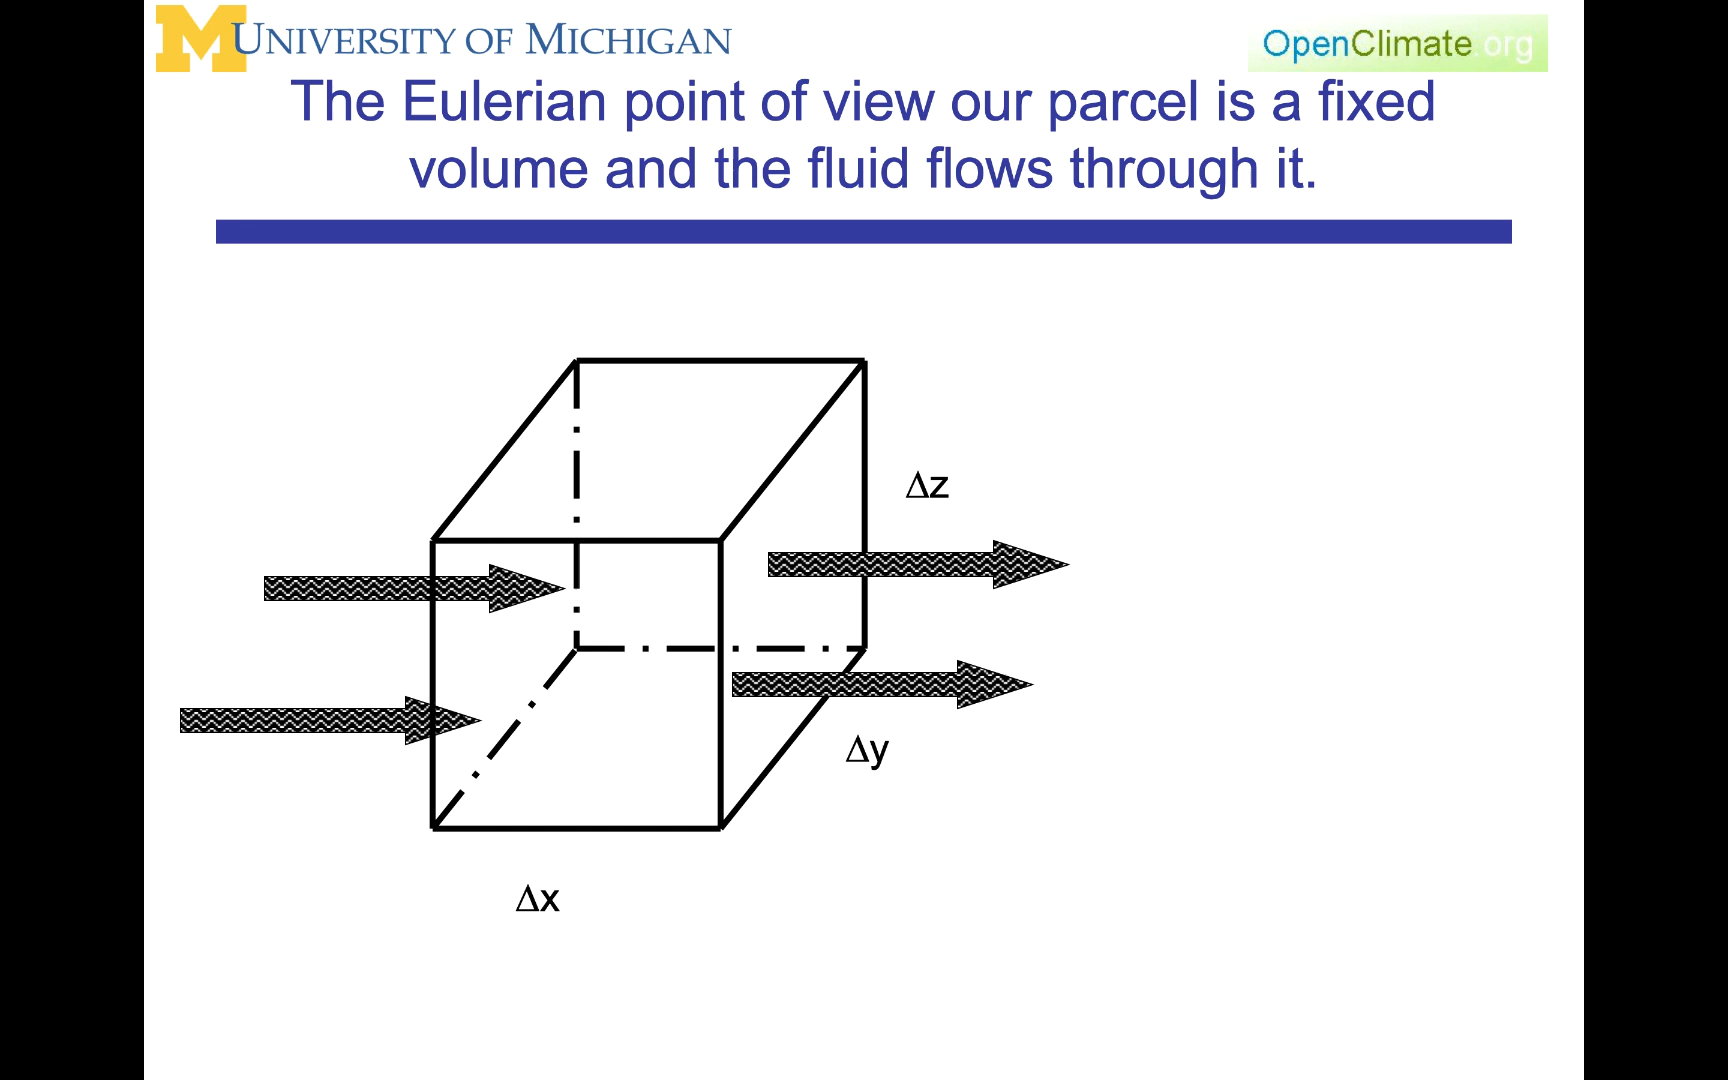 UNIVERSITY OF MICHIGAN
OpenClimate.org
The Eulerian point of view our parcel is a fixed
volume and the fluid flows through it.
Δz
Δy
Δx